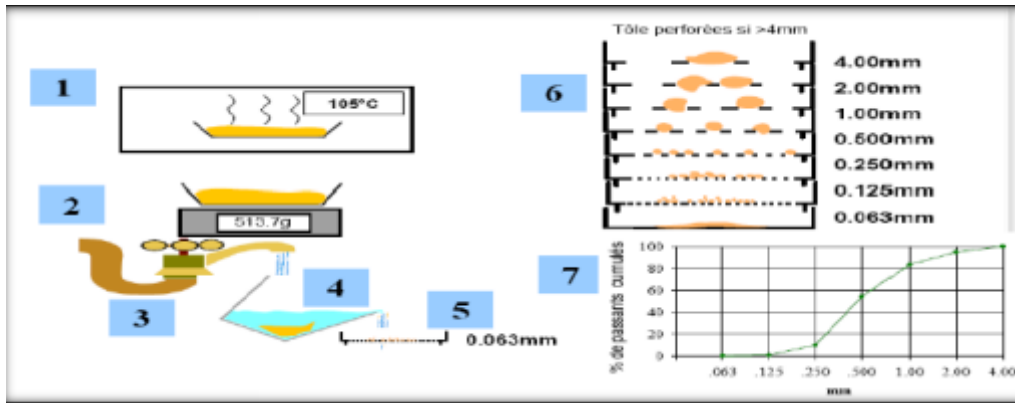 Tôle perforées si >4mm
1
105°C
6
4.00mm
2.00mm
1.00mm
0.500mm
0.250mm
0.125mm
0.063mm
2
513.7g
3
4
5
0.063mm
7
% de passants cumulés
100
80
60
40
20
0
.063 .125 .250 .500 1.00 2.00 4.00
mm